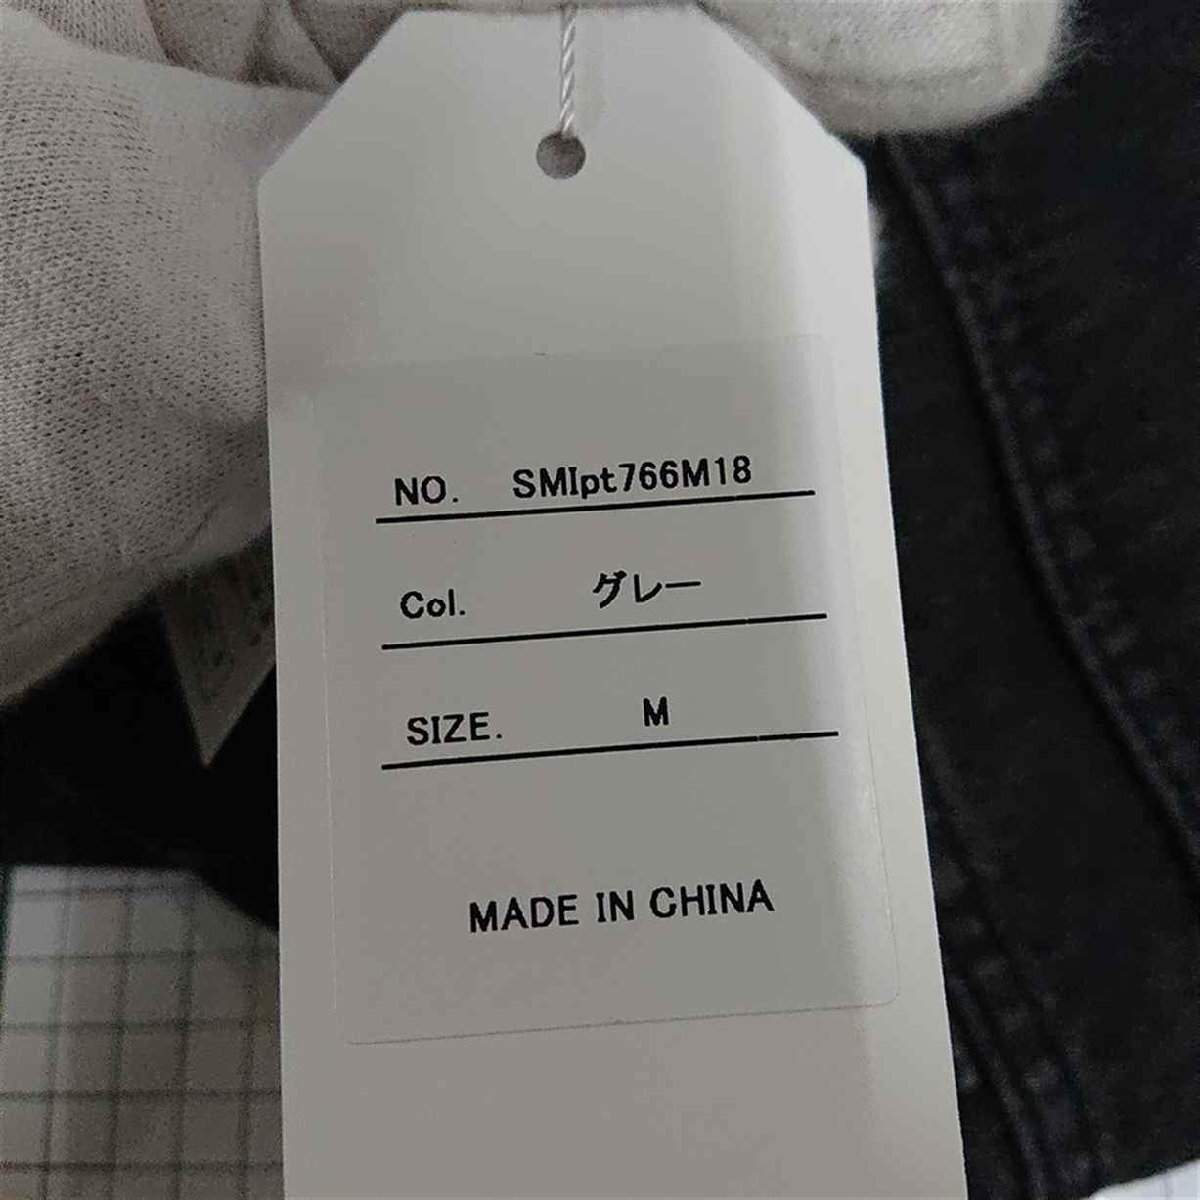 NO. SMIpt766M18
Col. グレー
SIZE. M
MADE IN CHINA